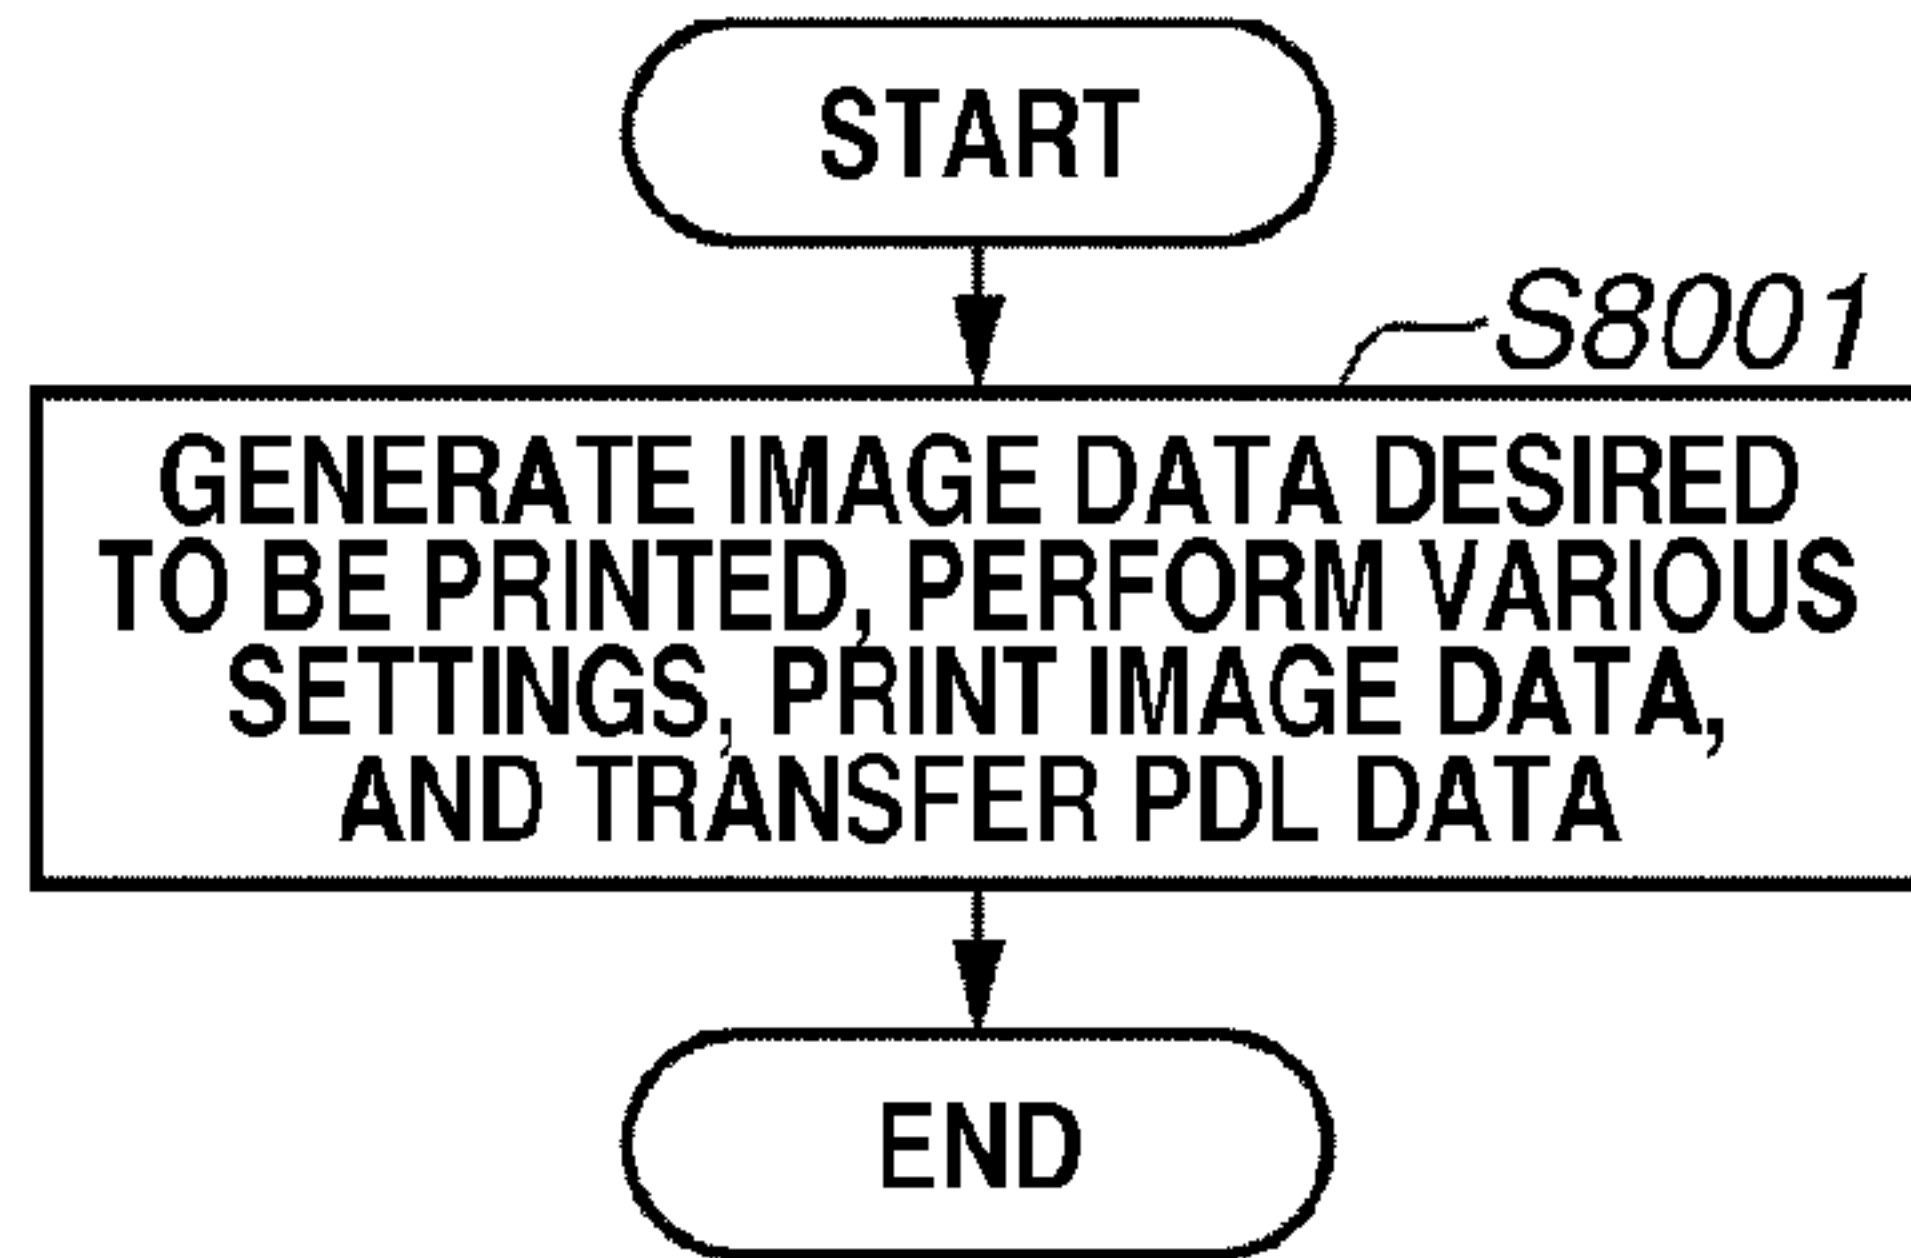 START
S8001
GENERATE IMAGE DATA DESIRED
TO BE PRINTED, PERFORM VARIOUS
SETTINGS, PRINT IMAGE DATA,
AND TRANSFER PDL DATA
END